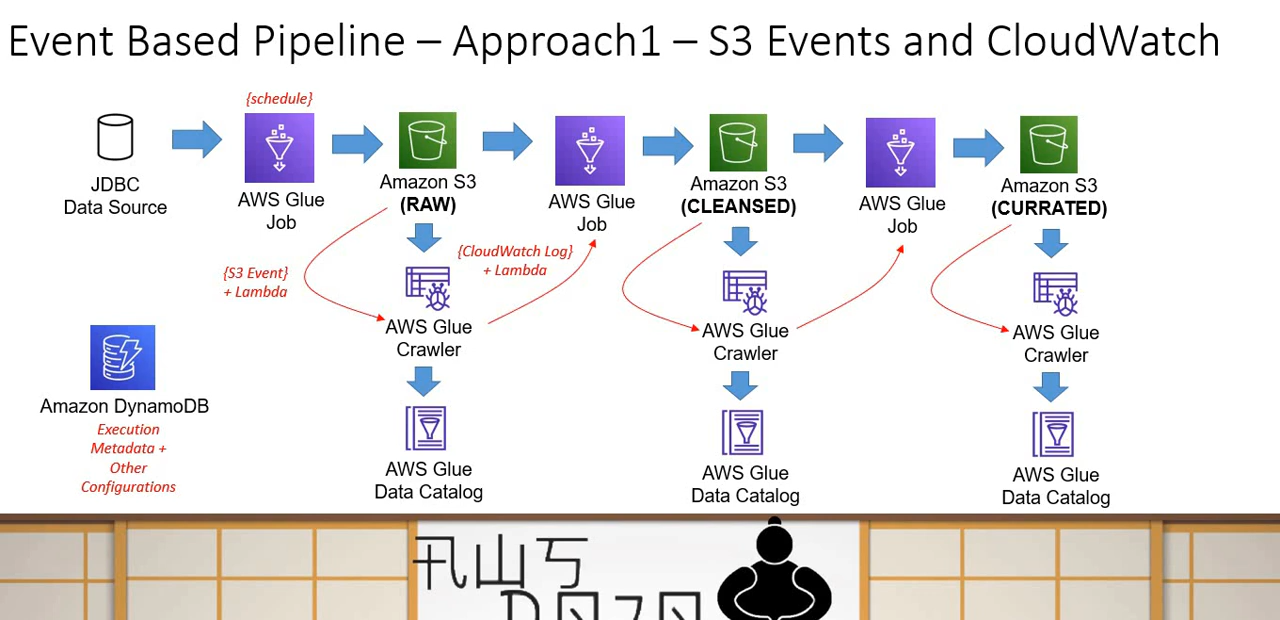 Event Based Pipeline – Approach1 – S3 Events and CloudWatch
{schedule}
JDBC
Data Source
AWS Glue
Job
Amazon S3
(RAW)
AWS Glue
Job
Amazon S3
(CLEANSED)
AWS Glue
Job
Amazon S3
(CURRATED)
{S3 Event}
+ Lambda
{CloudWatch Log}
+ Lambda
AWS Glue
Crawler
AWS Glue
Crawler
AWS Glue
Crawler
Amazon DynamoDB
Execution
Metadata +
Other
Configurations
AWS Glue
Data Catalog
AWS Glue
Data Catalog
AWS Glue
Data Catalog